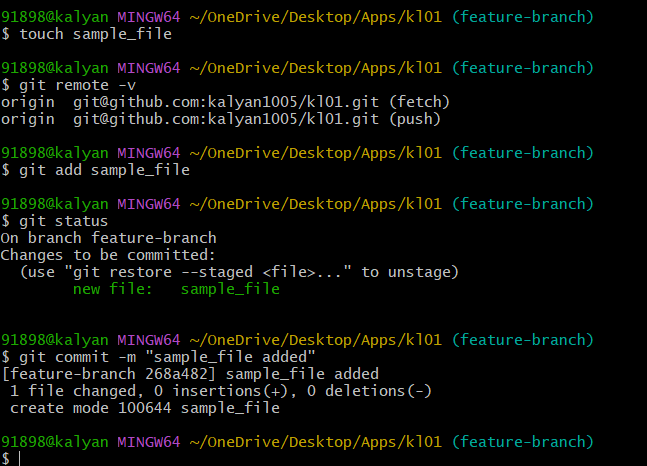 91898@kalyan MINGW64 ~/OneDrive/Desktop/Apps/kl01 (feature-branch)
$ touch sample_file
91898@kalyan MINGW64 ~/OneDrive/Desktop/Apps/kl01 (feature-branch)
$ git remote -v
origin  git@github.com:kalyan1005/kl01.git (fetch)
origin  git@github.com:kalyan1005/kl01.git (push)
91898@kalyan MINGW64 ~/OneDrive/Desktop/Apps/kl01 (feature-branch)
$ git add sample_file
91898@kalyan MINGW64 ~/OneDrive/Desktop/Apps/kl01 (feature-branch)
$ git status
On branch feature-branch
Changes to be committed:
  (use "git restore --staged <file>..." to unstage)
        new file:   sample_file
91898@kalyan MINGW64 ~/OneDrive/Desktop/Apps/kl01 (feature-branch)
$ git commit -m "sample_file added"
[feature-branch 268a482] sample_file added
 1 file changed, 0 insertions(+), 0 deletions(-)
 create mode 100644 sample_file
91898@kalyan MINGW64 ~/OneDrive/Desktop/Apps/kl01 (feature-branch)
$